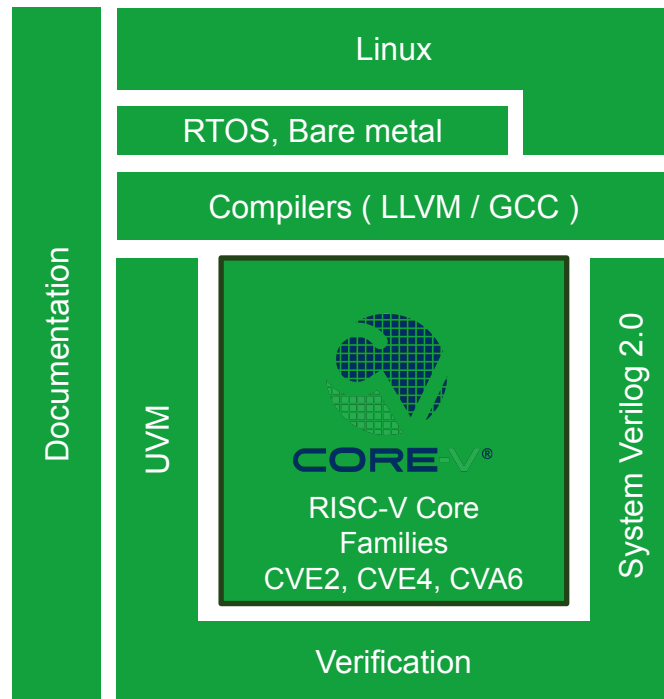 Linux
RTOS, Bare metal
Compilers ( LLVM / GCC )
Documentation
UVM
CORE-V®
RISC-V Core
Families
CVE2, CVE4, CVA6
System Verilog 2.0
Verification